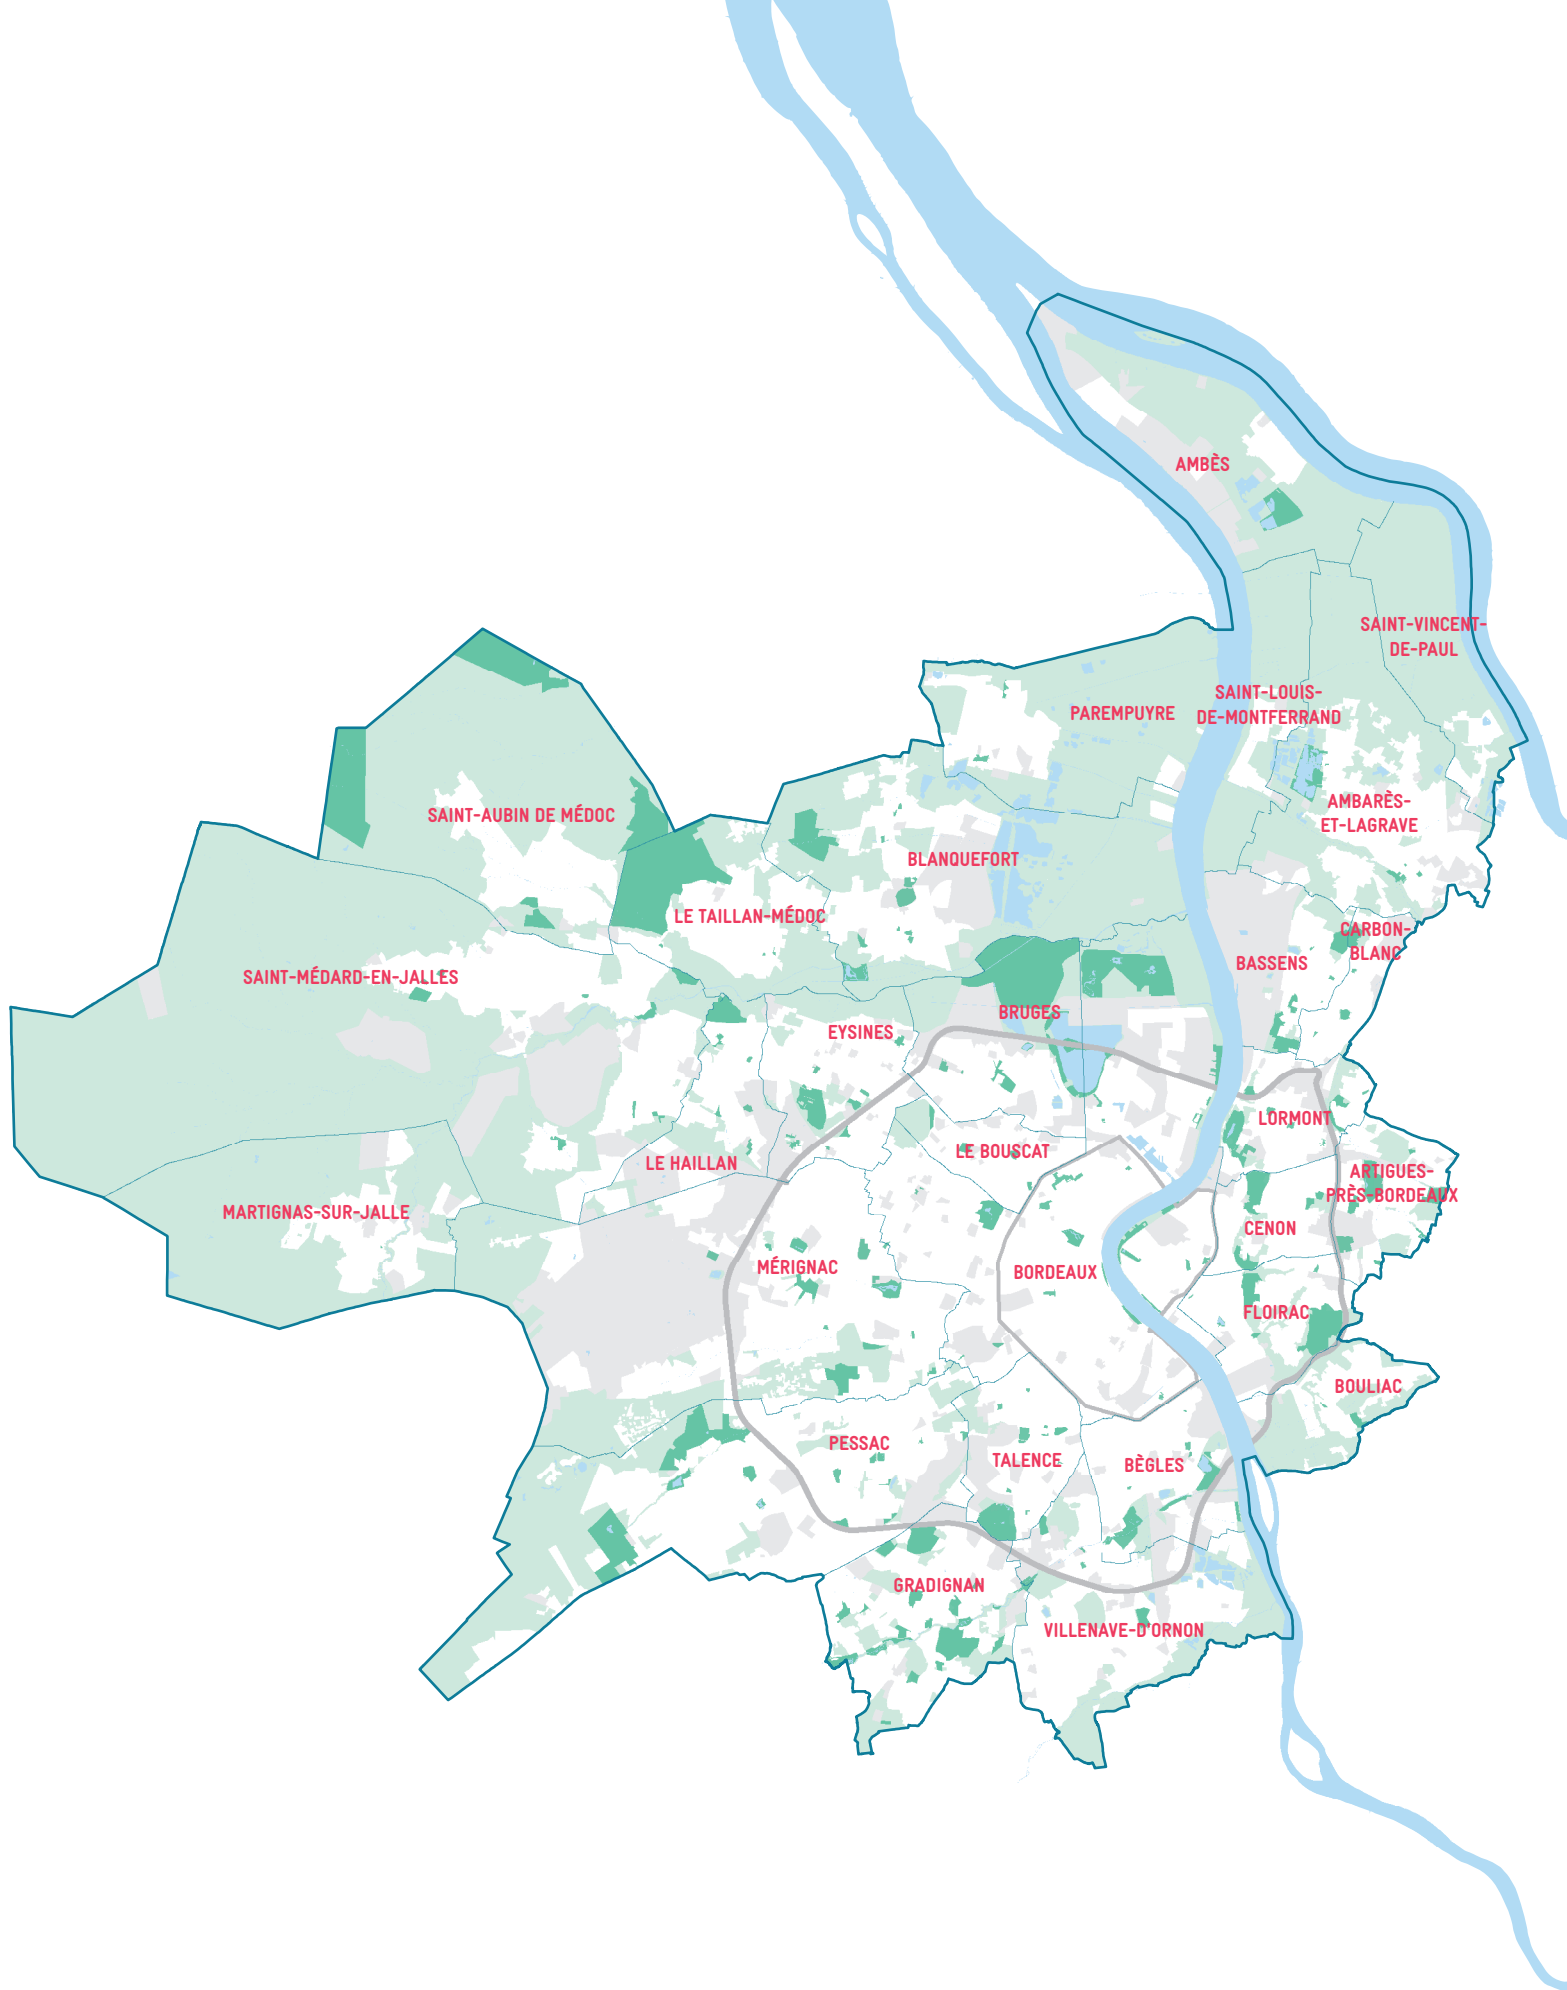 AMBÈS
SAINT-VINCENT-
DE-PAUL
SAINT-LOUIS-
DE-MONTFERRAND
PAREMPUYRE
AMBARÈS-
ET-LAGRAVE
SAINT-AUBIN DE MÉDOC
BLANQUEFORT
LE TAILLAN-MÉDOC
CARBON-
BLANC
BASSENS
SAINT-MÉDARD-EN-JALLES
BRUGES
EYSINES
LORMONT
LE BOUSCAT
LE HAILLAN
ARTIGUES-
PRÈS-BORDEAUX
MARTIGNAS-SUR-JALLE
CENON
MÉRIGNAC
BORDEAUX
FLOIRAC
BOULIAC
PESSAC
TALENCE
BÈGLES
GRADIGNAN
VILLENAVE-D'ORNON